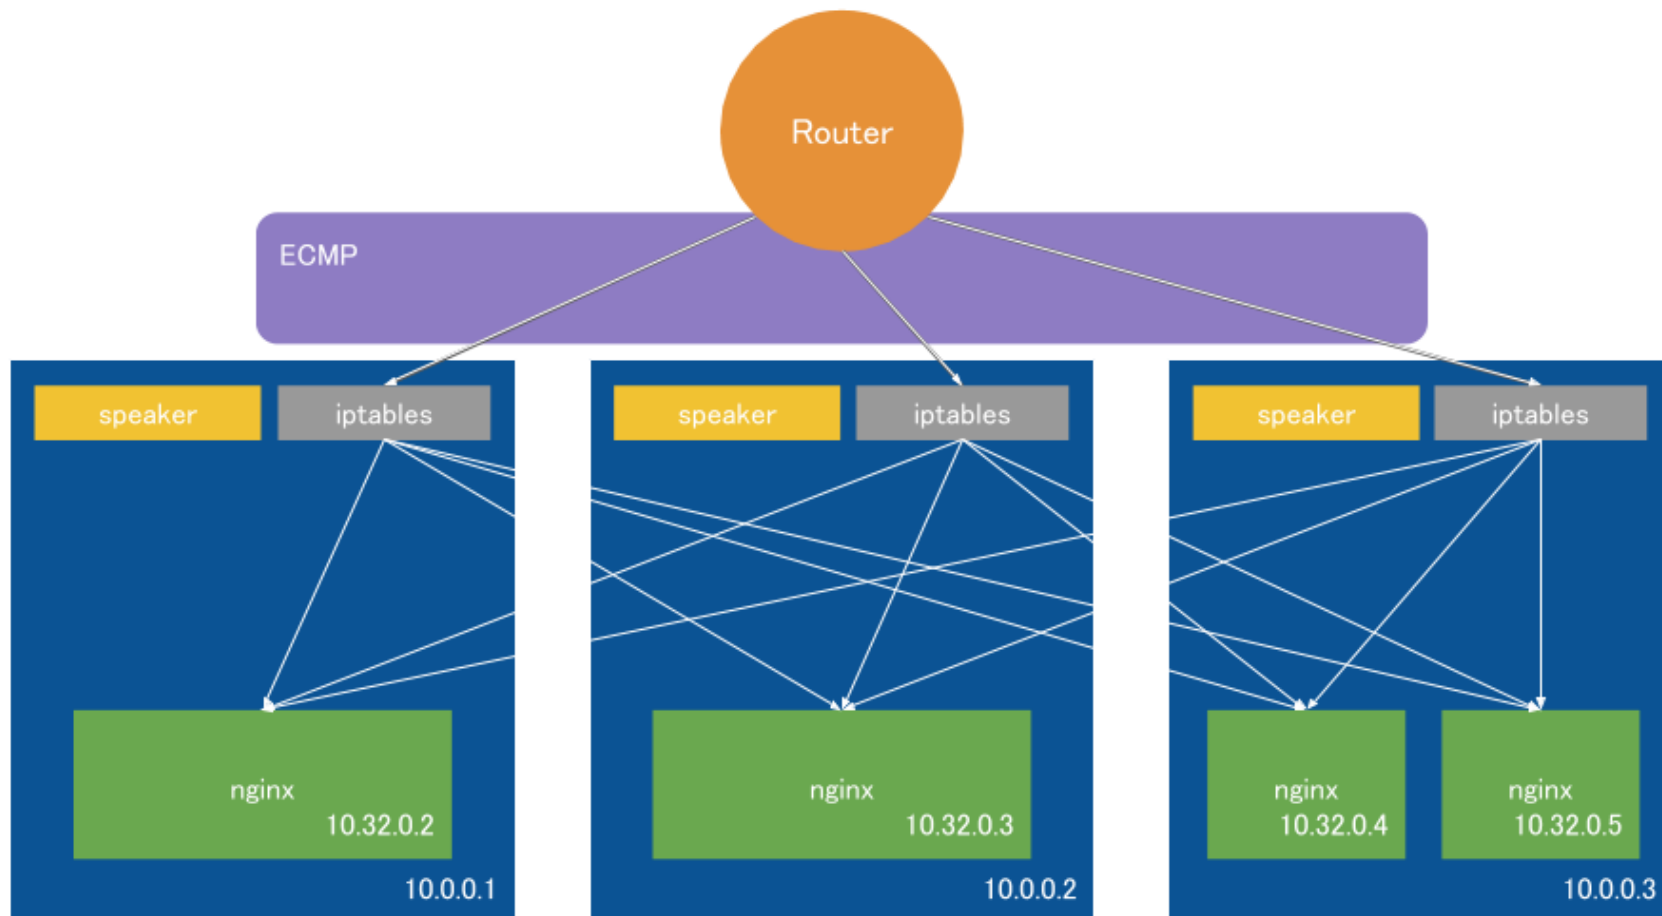 Router
ECMP
speaker
iptables
speaker
iptables
speaker
iptables
nginx
10.32.0.2
nginx
10.32.0.3
nginx
10.32.0.4
nginx
10.32.0.5
10.0.0.1
10.0.0.2
10.0.0.3